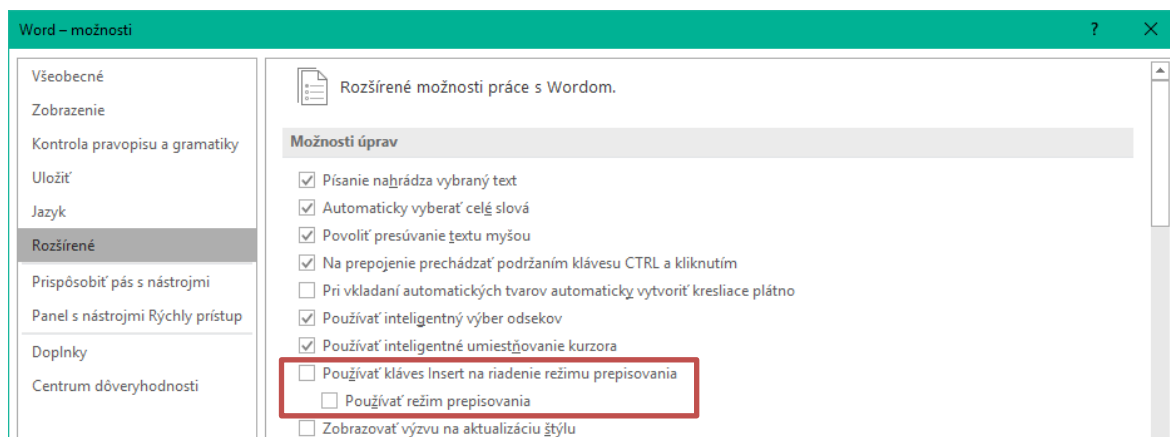 Word – možnosti
?
Všeobecné
Zobrazenie
Kontrola pravopisu a gramatiky
Uložiť
Jazyk
Rozšírené
Prispôsobiť pás s nástrojmi
Panel s nástrojmi Rýchly prístup
Doplnky
Centrum dôveryhodnosti
Rozšírené možnosti práce s Wordom.
Možnosti úprav
Písanie nahrádza vybraný text
Automaticky vyberať celé slová
Povoliť presúvanie textu myšou
Na prepojenie prechádzať podržaním klávesu CTRL a kliknutím
Pri vkladaní automatických tvarov automaticky vytvoriť kresliace plátno
Používať inteligentný výber odsekov
Používať inteligentné umiestňovanie kurzora
Používať kláves Insert na riadenie režimu prepisovania
Používať režim prepisovania
Zobrazovať výzvu na aktualizáciu štýlu